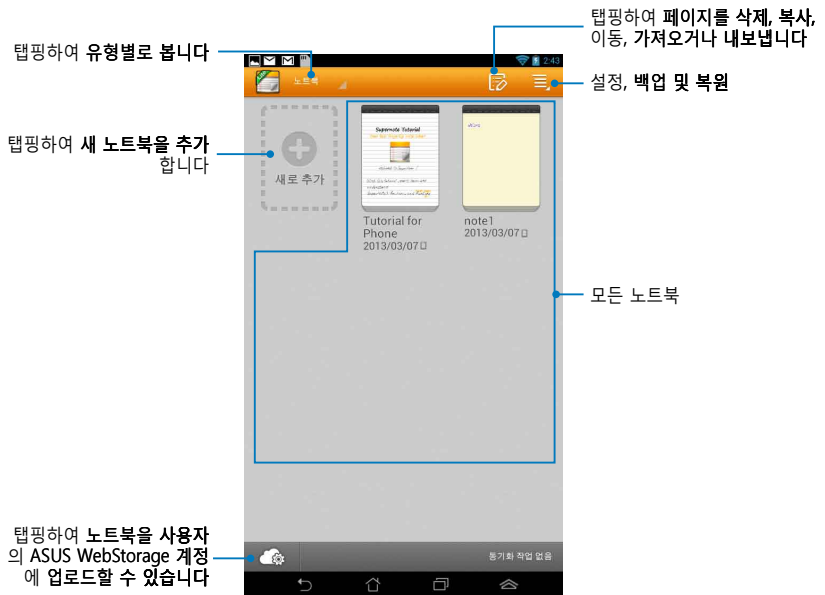 탭핑하여 페이지를 삭제, 복사,
이동, 가져오거나 내보냅니다
탭핑하여 유형별로 봅니다
2:43
노트북
설정, 백업 및 복원
탭핑하여 새 노트북을 추가
합니다
새로 추가
Supernote Tutorial
Tutorial for
Phone
2013/03/07
note1
2013/03/07
모든 노트북
탭핑하여 노트북을 사용자
의 ASUS WebStorage 계정
에 업로드할 수 있습니다
동기화 작업 없음